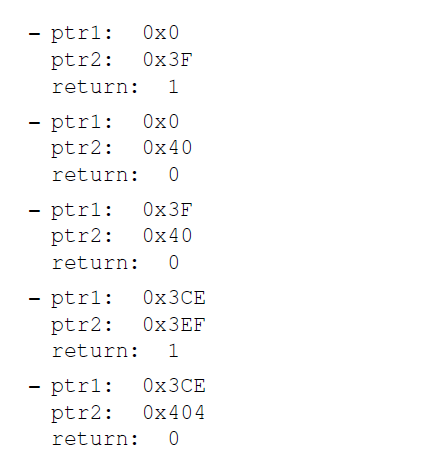 – ptr1: 0x0
ptr2: 0x3F
return: 1
– ptr1: 0x0
ptr2: 0x40
return: 0
– ptr1: 0x3F
ptr2: 0x40
return: 0
– ptr1: 0x3CE
ptr2: 0x3EF
return: 1
– ptr1: 0x3CE
ptr2: 0x404
return: 0